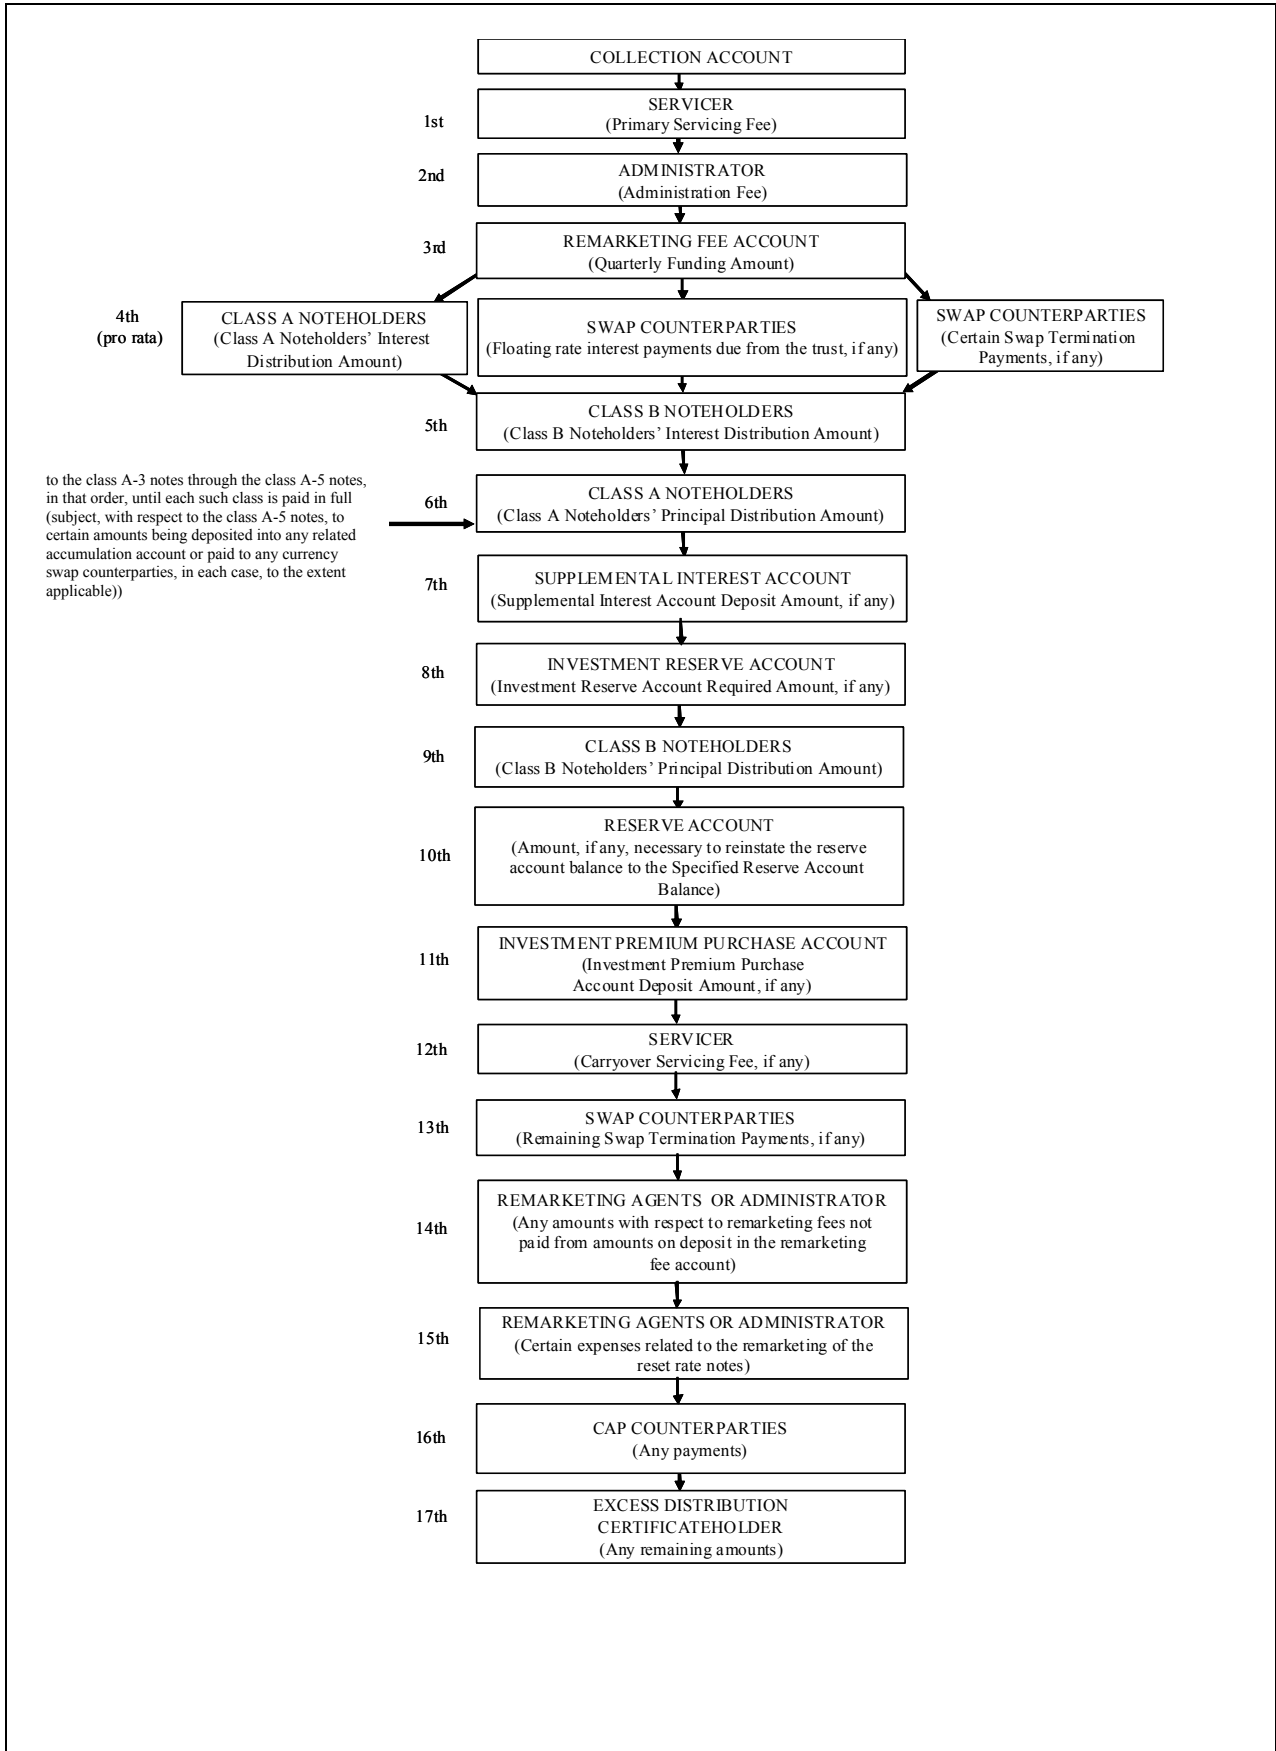 COLLECTION ACCOUNT
1st
SERVICER
(Primary Servicing Fee)
2nd
ADMINISTRATOR
(Administration Fee)
3rd
REMARKETING FEE ACCOUNT
(Quarterly Funding Amount)
4th
(pro rata)
CLASS A NOTEHOLDERS
(Class A Noteholders' Interest
Distribution Amount)
SWAP COUNTERPARTIES
(Floating rate interest payments due from the trust, if any)
SWAP COUNTERPARTIES
(Certain Swap Termination
Payments, if any)
5th
CLASS B NOTEHOLDERS
(Class B Noteholders' Interest Distribution Amount)
to the class A-3 notes through the class A-5 notes,
in that order, until each such class is paid in full
(subject, with respect to the class A-5 notes, to
certain amounts being deposited into any related
accumulation account or paid to any currency
swap counterparties, in each case, to the extent
applicable))
6th
CLASS A NOTEHOLDERS
(Class A Noteholders' Principal Distribution Amount)
7th
SUPPLEMENTAL INTEREST ACCOUNT
(Supplemental Interest Account Deposit Amount, if any)
8th
INVESTMENT RESERVE ACCOUNT
(Investment Reserve Account Required Amount, if any)
9th
CLASS B NOTEHOLDERS
(Class B Noteholders' Principal Distribution Amount)
10th
RESERVE ACCOUNT
(Amount, if any, necessary to reinstate the reserve
account balance to the Specified Reserve Account
Balance)
11th
INVESTMENT PREMIUM PURCHASE ACCOUNT
(Investment Premium Purchase
Account Deposit Amount, if any)
12th
SERVICER
(Carryover Servicing Fee, if any)
13th
SWAP COUNTERPARTIES
(Remaining Swap Termination Payments, if any)
14th
REMARKETING AGENTS OR ADMINISTRATOR
(Any amounts with respect to remarketing fees not
paid from amounts on deposit in the remarketing
fee account)
15th
REMARKETING AGENTS OR ADMINISTRATOR
(Certain expenses related to the remarketing of the
reset rate notes)
16th
CAP COUNTERPARTIES
(Any payments)
17th
EXCESS DISTRIBUTION
CERTIFICATEHOLDER
(Any remaining amounts)